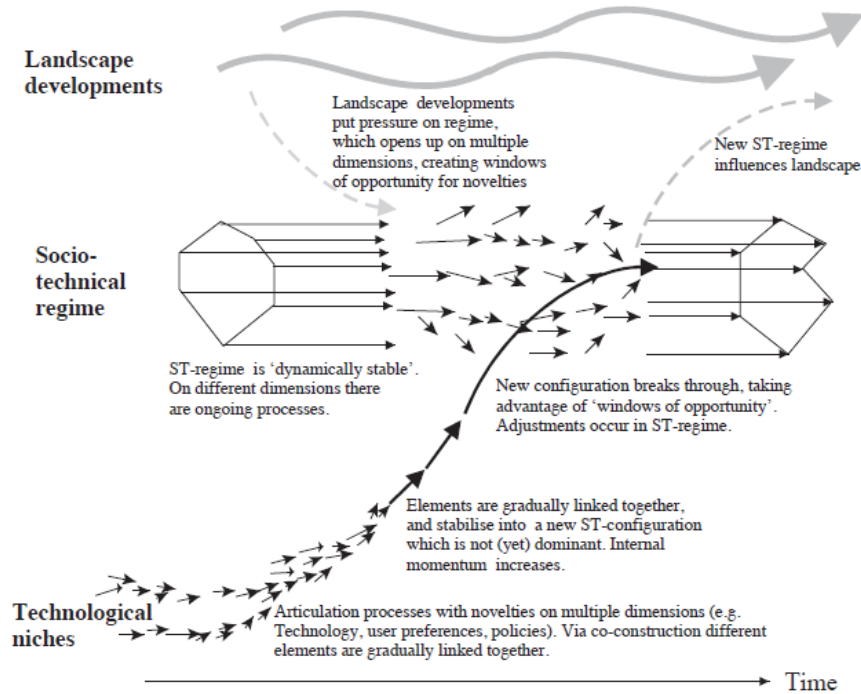 Landscape
developments
Landscape developments
put pressure on regime,
which opens up on multiple
dimensions, creating windows
of opportunity for novelties
New ST-regime
influences landscape
Socio-
technical
regime
ST-regime is ‘dynamically stable’.
On different dimensions there
are ongoing processes.
New configuration breaks through, taking
advantage of ‘windows of opportunity’.
Adjustments occur in ST-regime.
Elements are gradually linked together,
and stabilise into a new ST-configuration
which is not (yet) dominant. Internal
momentum increases.
Technological
niches
Articulation processes with novelties on multiple dimensions (e.g.
Technology, user preferences, policies). Via co-construction different
elements are gradually linked together.
Time